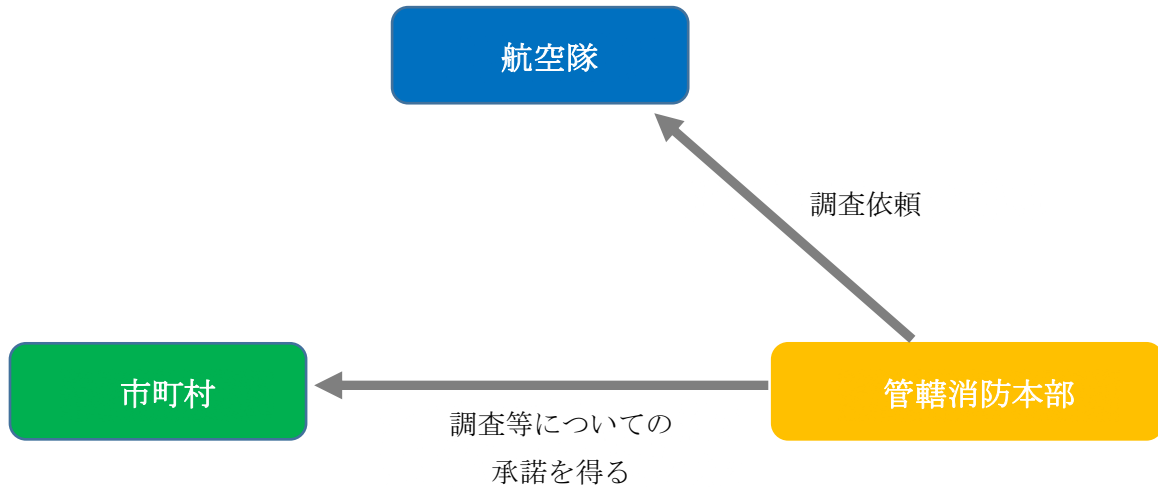 航空隊
調査依頼
市町村
管轄消防本部
調査等についての
承諾を得る